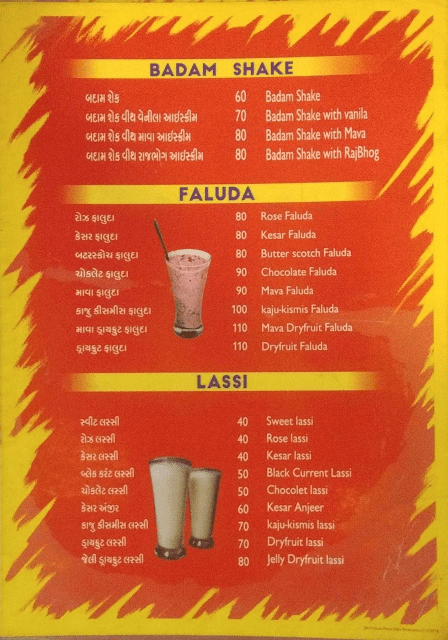 BADAM SHAKE
બદામ શેક 60 Badam Shake
બદામ શેક વીથ વેનીલા આઈસ્ક્રીમ 70 Badam Shake with vanila
બદામ શેક વીથ માવા આઈસ્ક્રીમ 80 Badam Shake with Mava
બદામ શેક વીથ રાજભોગ આઈસ્ક્રીમ 80 Badam Shake with RajBhog
FALUDA
રોઝ ફાલુદા 80 Rose Faluda
કેસર ફાલુદા 80 Kesar Faluda
બટરસ્કોચ ફાલુદા 80 Butter scotch Faluda
ચોકલેટ ફાલુદા 90 Chocolate Faluda
માવા ફાલુદા 90 Mava Faluda
કાજુ કીસમીસ ફાલુદા 100 kaju-kismis Faluda
માવા ડ્રાયફ્રુટ ફાલુદા 110 Mava Dryfruit Faluda
ડ્રાયફ્રુટ ફાલુદા 110 Dryfruit Faluda
LASSI
સ્વીટ લસ્સી 40 Sweet lassi
રોઝ લસ્સી 40 Rose lassi
કેસર લસ્સી 40 Kesar lassi
બ્લેક કરંટ લસ્સી 50 Black Current Lassi
ચોકલેટ લસ્સી 50 Chocolet lassi
કેસર અંજીર 60 Kesar Anjeer
કાજુ કીસમીસ લસ્સી 70 kaju-kismis lassi
ડ્રાયફ્રુટ લસ્સી 70 Dryfruit lassi
જેલી ડ્રાયફ્રુટ લસ્સી 80 Jelly Dryfruit lassi